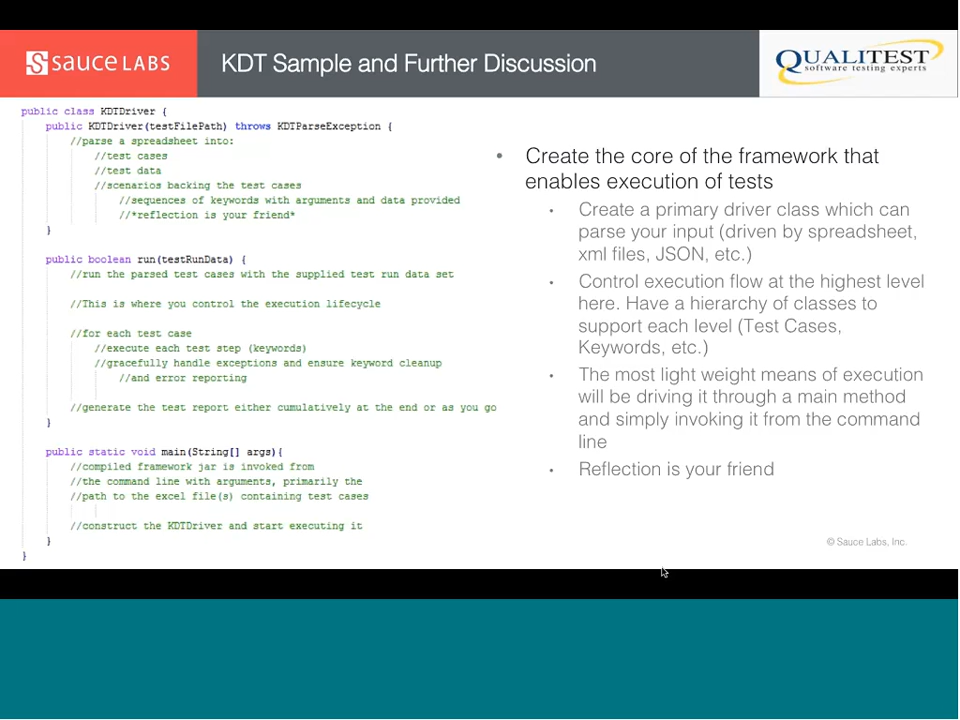 SAUCE LABS
KDT Sample and Further Discussion
QUALITEST
software testing experts
public class KDTDriver {
public KDTDriver(testFilePath) throws KDTParseException {
//parse a spreadsheet into:
//test cases
//test data
//scenarios backing the test cases
//sequences of keywords with arguments and data provided
//*reflection is your friend*
}
public boolean run(testRunData) {
//run the parsed test cases with the supplied test run data set
//This is where you control the execution lifecycle
//for each test case
//execute each test step (keywords)
//gracefully handle exceptions and ensure keyword cleanup
//and error reporting
//generate the test report either cumulatively at the end or as you go
}
public static void main(String[] args){
//compiled framework jar is invoked from
//the command line with arguments, primarily the
//path to the excel file(s) containing test cases
//construct the KDTDriver and start executing it
}
}
• Create the core of the framework that
enables execution of tests
• Create a primary driver class which can
parse your input (driven by spreadsheet,
xml files, JSON, etc.)
• Control execution flow at the highest level
here. Have a hierarchy of classes to
support each level (Test Cases,
Keywords, etc.)
• The most light weight means of execution
will be driving it through a main method
and simply invoking it from the command
line
• Reflection is your friend
© Sauce Labs, Inc.